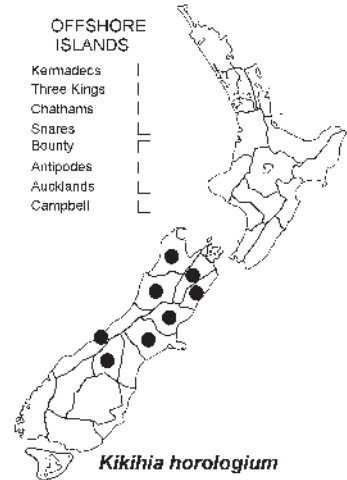 OFFSHORE
ISLANDS
Kermadecs
Three Kings
Chathams
Snares
Bounty
Antipodes
Aucklands
Campbell
Kikihia horologium